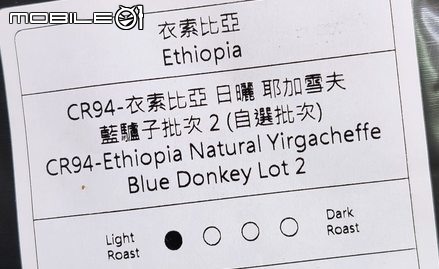 MOBILE01
衣索比亞
Ethiopia
CR94-衣索比亞 日曬 耶加雪夫
藍驢子批次 2 (自選批次)
CR94-Ethiopia Natural Yirgacheffe
Blue Donkey Lot 2
Light
Roast
Dark
Roast